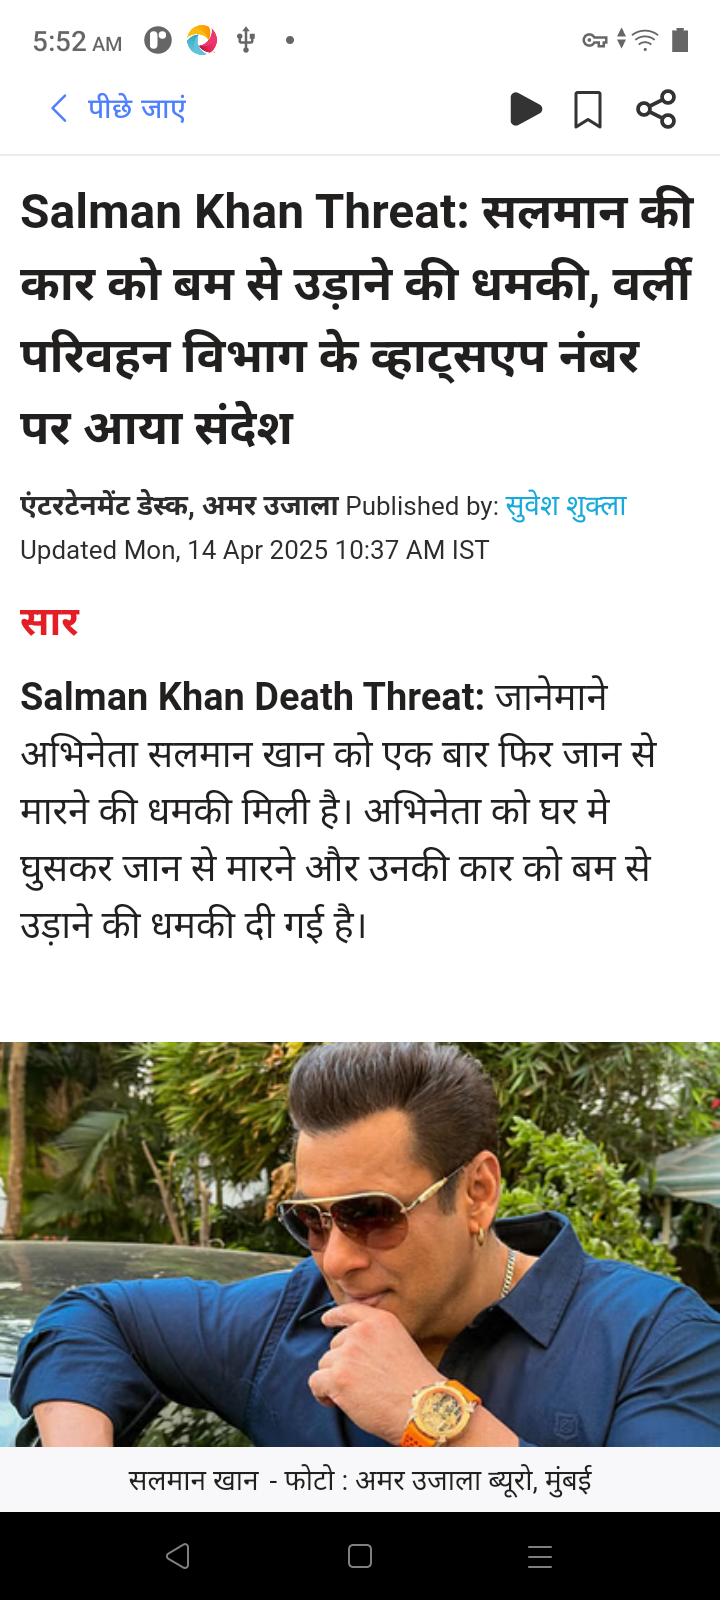 5:52 AM
पीछे जाएं
Salman Khan Threat: सलमान की
कार को बम से उड़ाने की धमकी, वर्ली
परिवहन विभाग के व्हाट्सएप नंबर
पर आया संदेश
एंटरटेनमेंट डेस्क, अमर उजाला Published by: सुवेश शुक्ला
Updated Mon, 14 Apr 2025 10:37 AM IST
सार
Salman Khan Death Threat: जानेमाने
अभिनेता सलमान खान को एक बार फिर जान से
मारने की धमकी मिली है। अभिनेता को घर मे
घुसकर जान से मारने और उनकी कार को बम से
उड़ाने की धमकी दी गई है।
सलमान खान - फोटो : अमर उजाला ब्यूरो, मुंबई